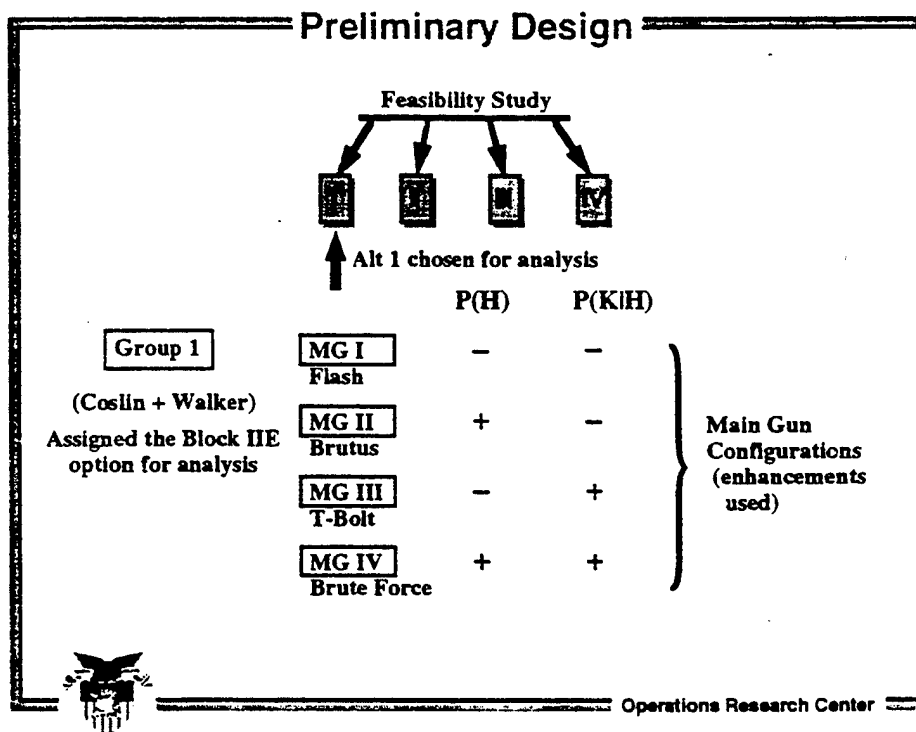 Preliminary Design
Feasibility Study
IV
Alt 1 chosen for analysis
P(H) P(K|H)
Group 1
(Coslin + Walker)
Assigned the Block IIE
option for analysis
MG I - -
Flash
MG II + -
Brutus
MG III - +
T-Bolt
MG IV + +
Brute Force
Main Gun
Configurations
(enhancements
used)
Operations Research Center